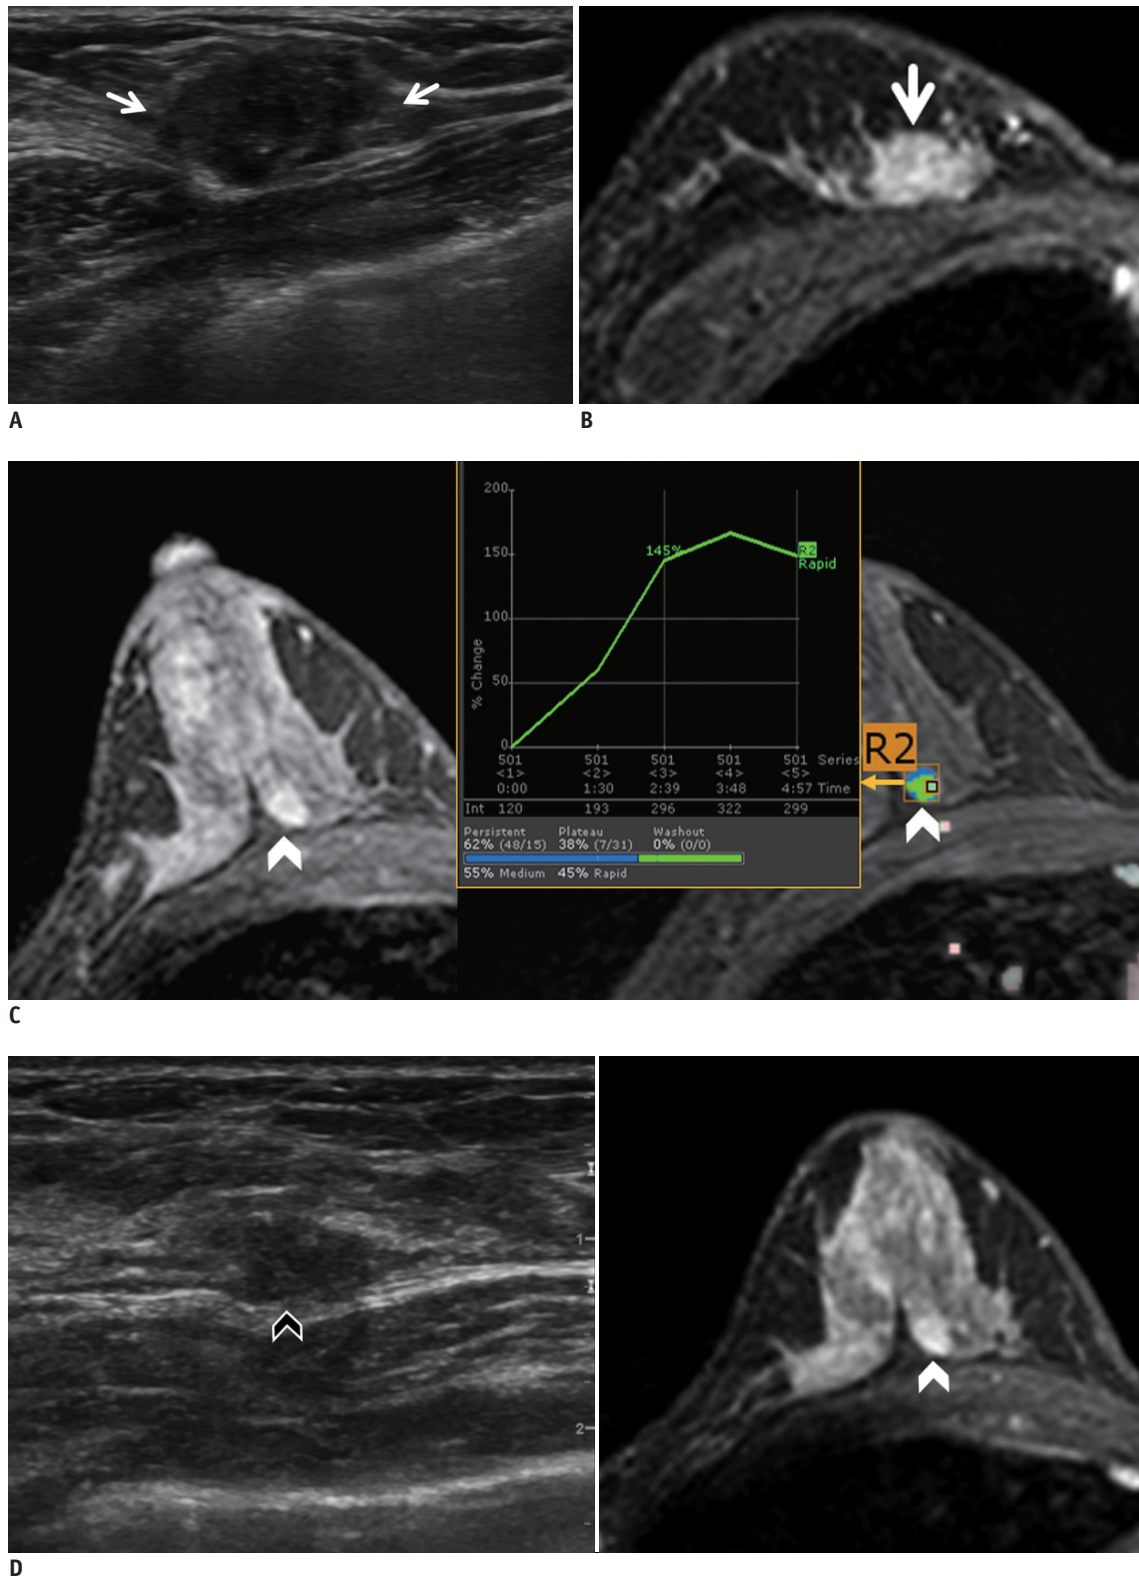 A
B
200
150
100
50
0
% Change
145%
R2
Rapid
501 501 501 501 501 Series
<1> <2> <3> <4> <5>
0:00 1:30 2:39 3:48 4:57 Time
Int 120 193 296 322 299
Persistent Plateau Washout
62% (48/15) 38% (7/31) 0% (0/0)
55% Medium 45% Rapid
R2
C
1
2
D